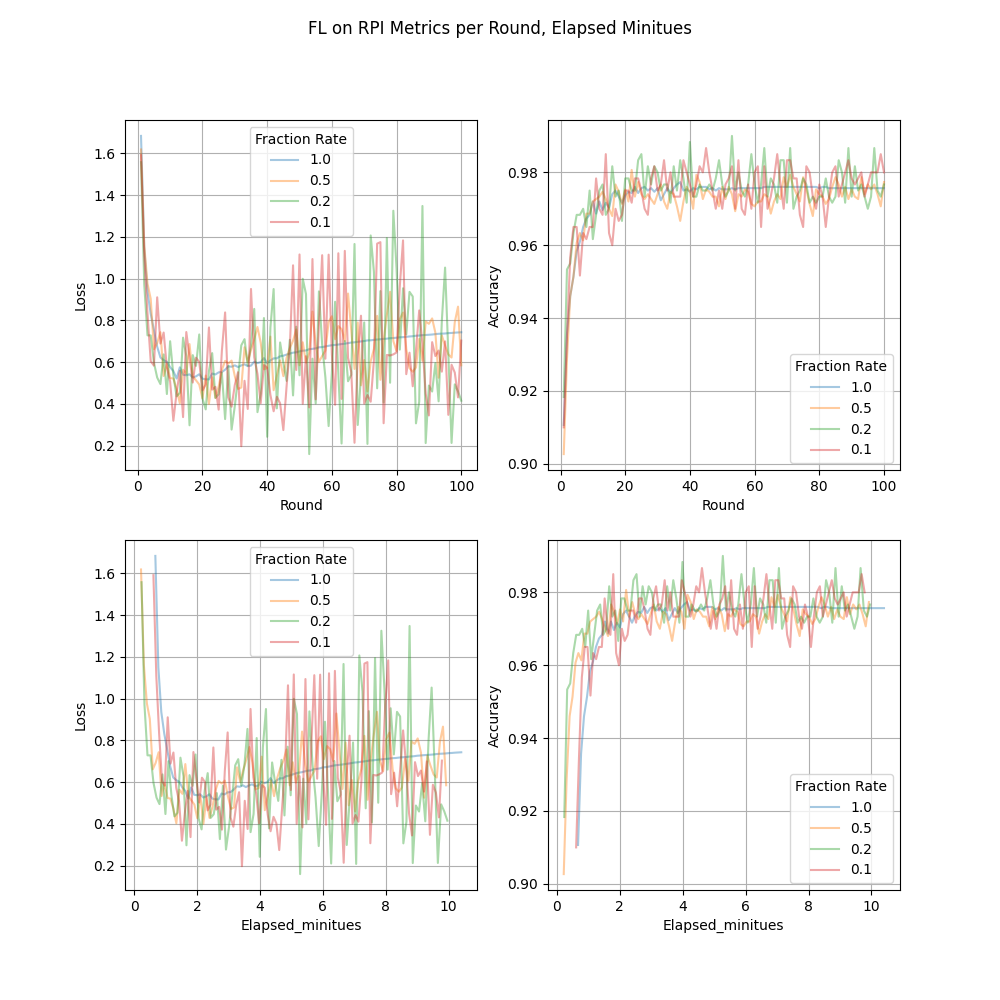 FL on RPI Metrics per Round, Elapsed Minitues
Fraction Rate
1.0
0.5
0.2
0.1
1.6
1.4
1.2
1.0
0.8
0.6
0.4
0.2
Loss
0 20 40 60 80 100
Round
0.98
0.96
0.94
0.92
0.90
Accuracy
Fraction Rate
1.0
0.5
0.2
0.1
0 20 40 60 80 100
Round
Fraction Rate
1.0
0.5
0.2
0.1
1.6
1.4
1.2
1.0
0.8
0.6
0.4
0.2
Loss
0 2 4 6 8 10
Elapsed_minitues
0.98
0.96
0.94
0.92
0.90
Accuracy
Fraction Rate
1.0
0.5
0.2
0.1
0 2 4 6 8 10
Elapsed_minitues